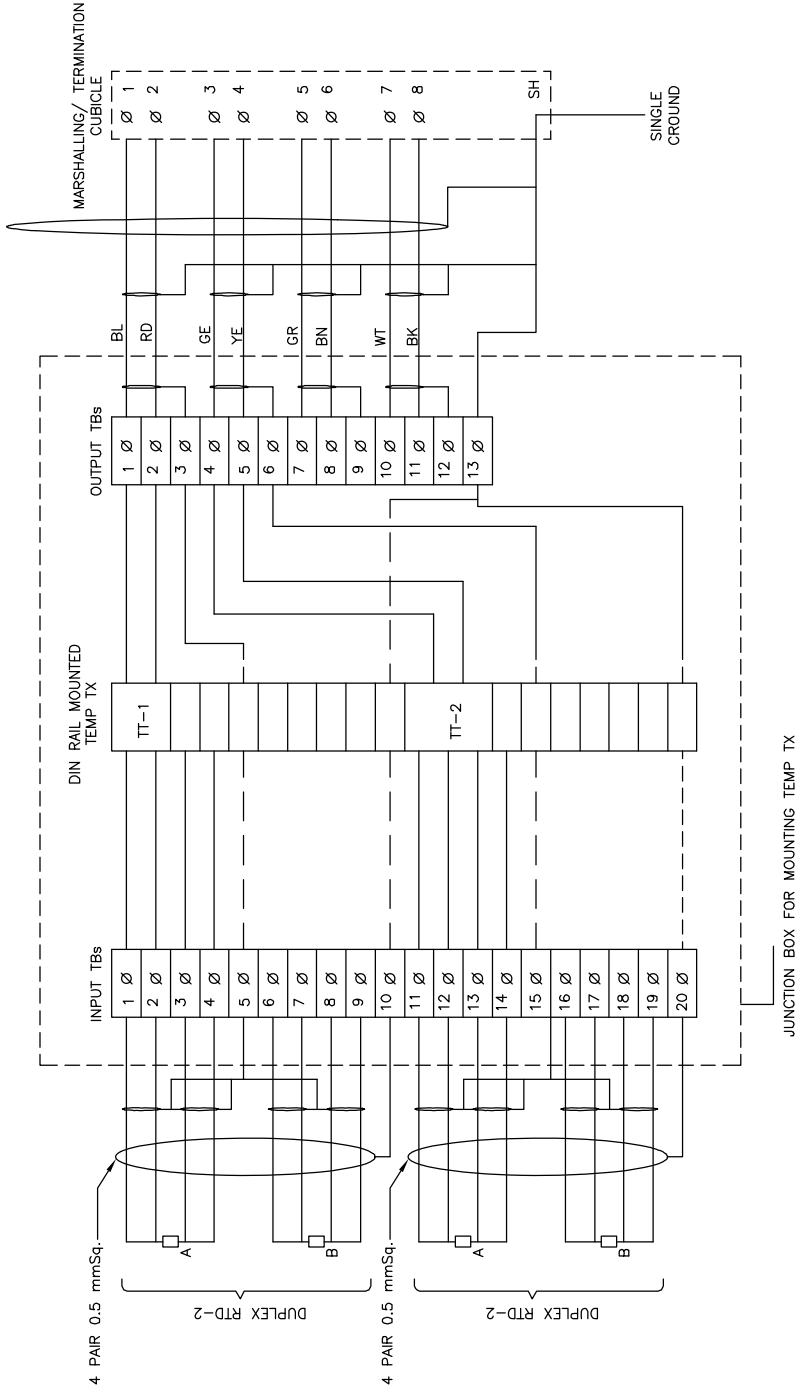 4 PAIR 0.5 mmSq.
DUPLEX RTD-2
A
B
4 PAIR 0.5 mmSq.
DUPLEX RTD-2
A
B
INPUT TBs
1 Ø
2 Ø
3 Ø
4 Ø
5 Ø
6 Ø
7 Ø
8 Ø
9 Ø
10 Ø
11 Ø
12 Ø
13 Ø
14 Ø
15 Ø
16 Ø
17 Ø
18 Ø
19 Ø
20 Ø
DIN RAIL MOUNTED
TEMP TX
TT-1
TT-2
OUTPUT TBs
1 Ø
2 Ø
3 Ø
4 Ø
5 Ø
6 Ø
7 Ø
8 Ø
9 Ø
10 Ø
11 Ø
12 Ø
13 Ø
BL
RD
GE
YE
GR
BN
WT
BK
MARSHALLING/ TERMINATION
CUBICLE
Ø 1
Ø 2
Ø 3
Ø 4
Ø 5
Ø 6
Ø 7
Ø 8
SH
SINGLE
CROUND
JUNCTION BOX FOR MOUNTING TEMP TX